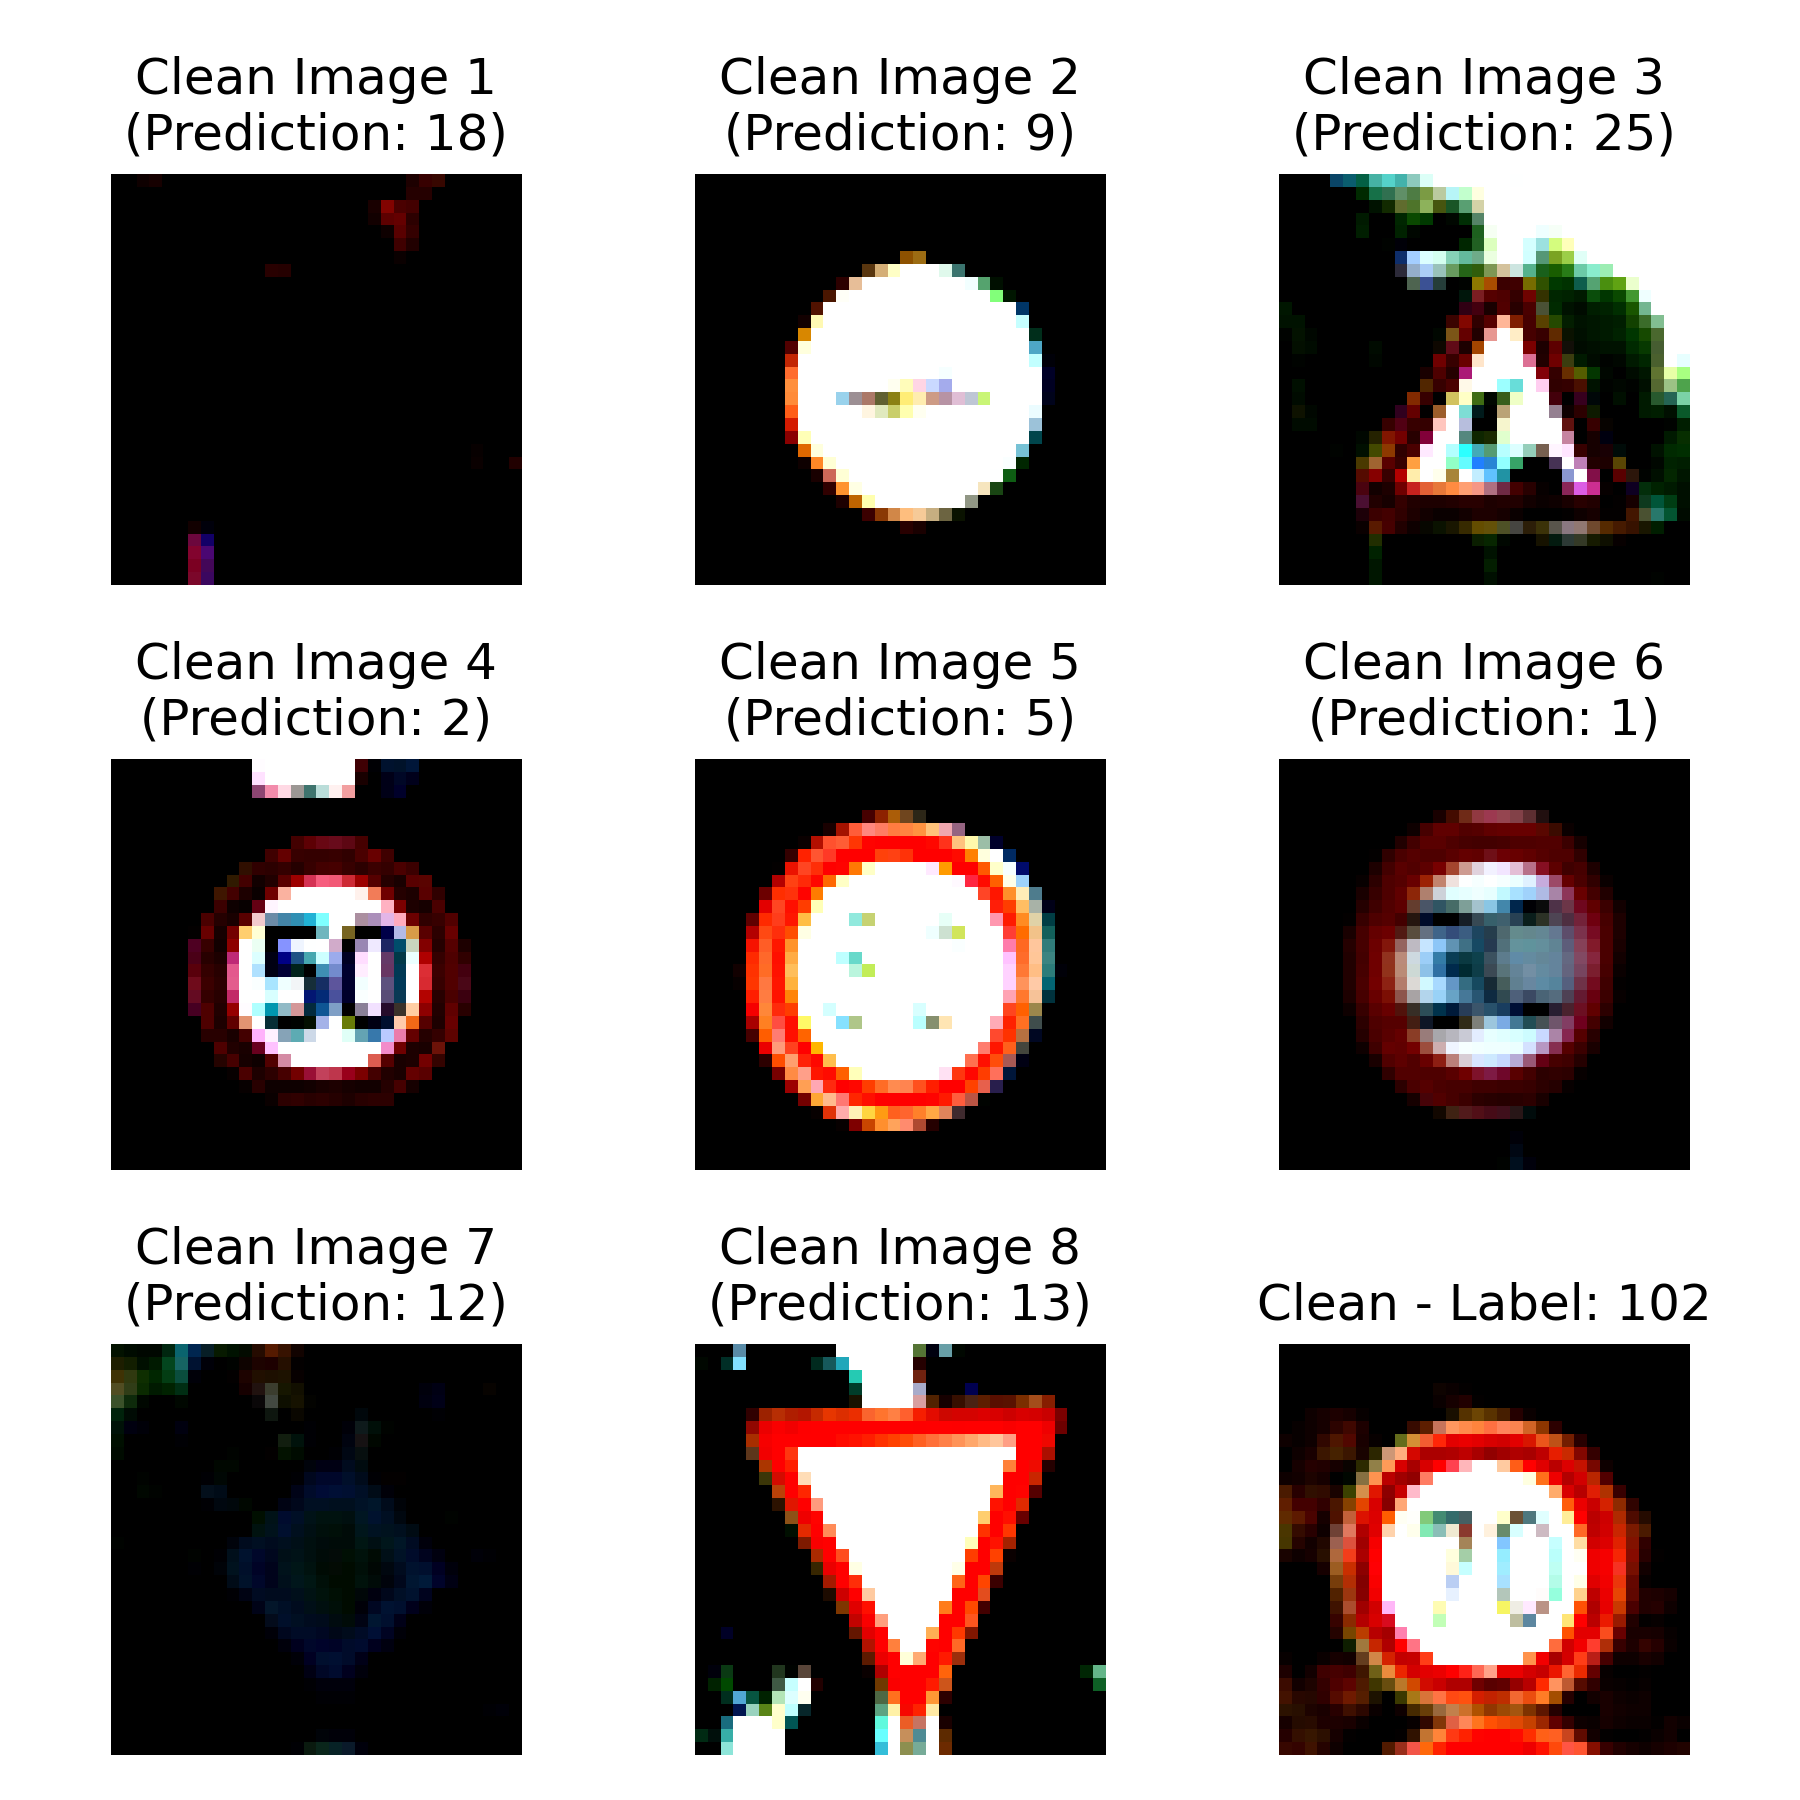 Clean Image 1
(Prediction: 18)
Clean Image 2
(Prediction: 9)
Clean Image 3
(Prediction: 25)
Clean Image 4
(Prediction: 2)
50
Clean Image 5
(Prediction: 5)
Clean Image 6
(Prediction: 1)
Clean Image 7
(Prediction: 12)
Clean Image 8
(Prediction: 13)
Clean - Label: 102
70